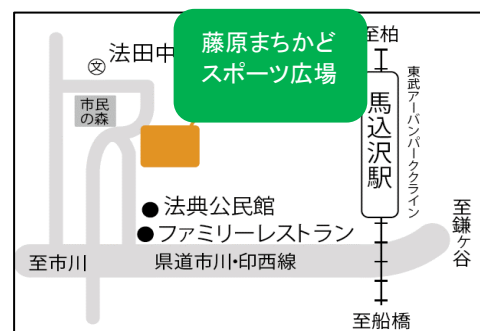 藤原まちかど
スポーツ広場
至柏
文
法田中
市民
の森
馬込沢駅
東武アーバンパークライン
法典公民館
ファミリーレストラン
至鎌ヶ谷
至市川
県道市川・印西線
至船橋